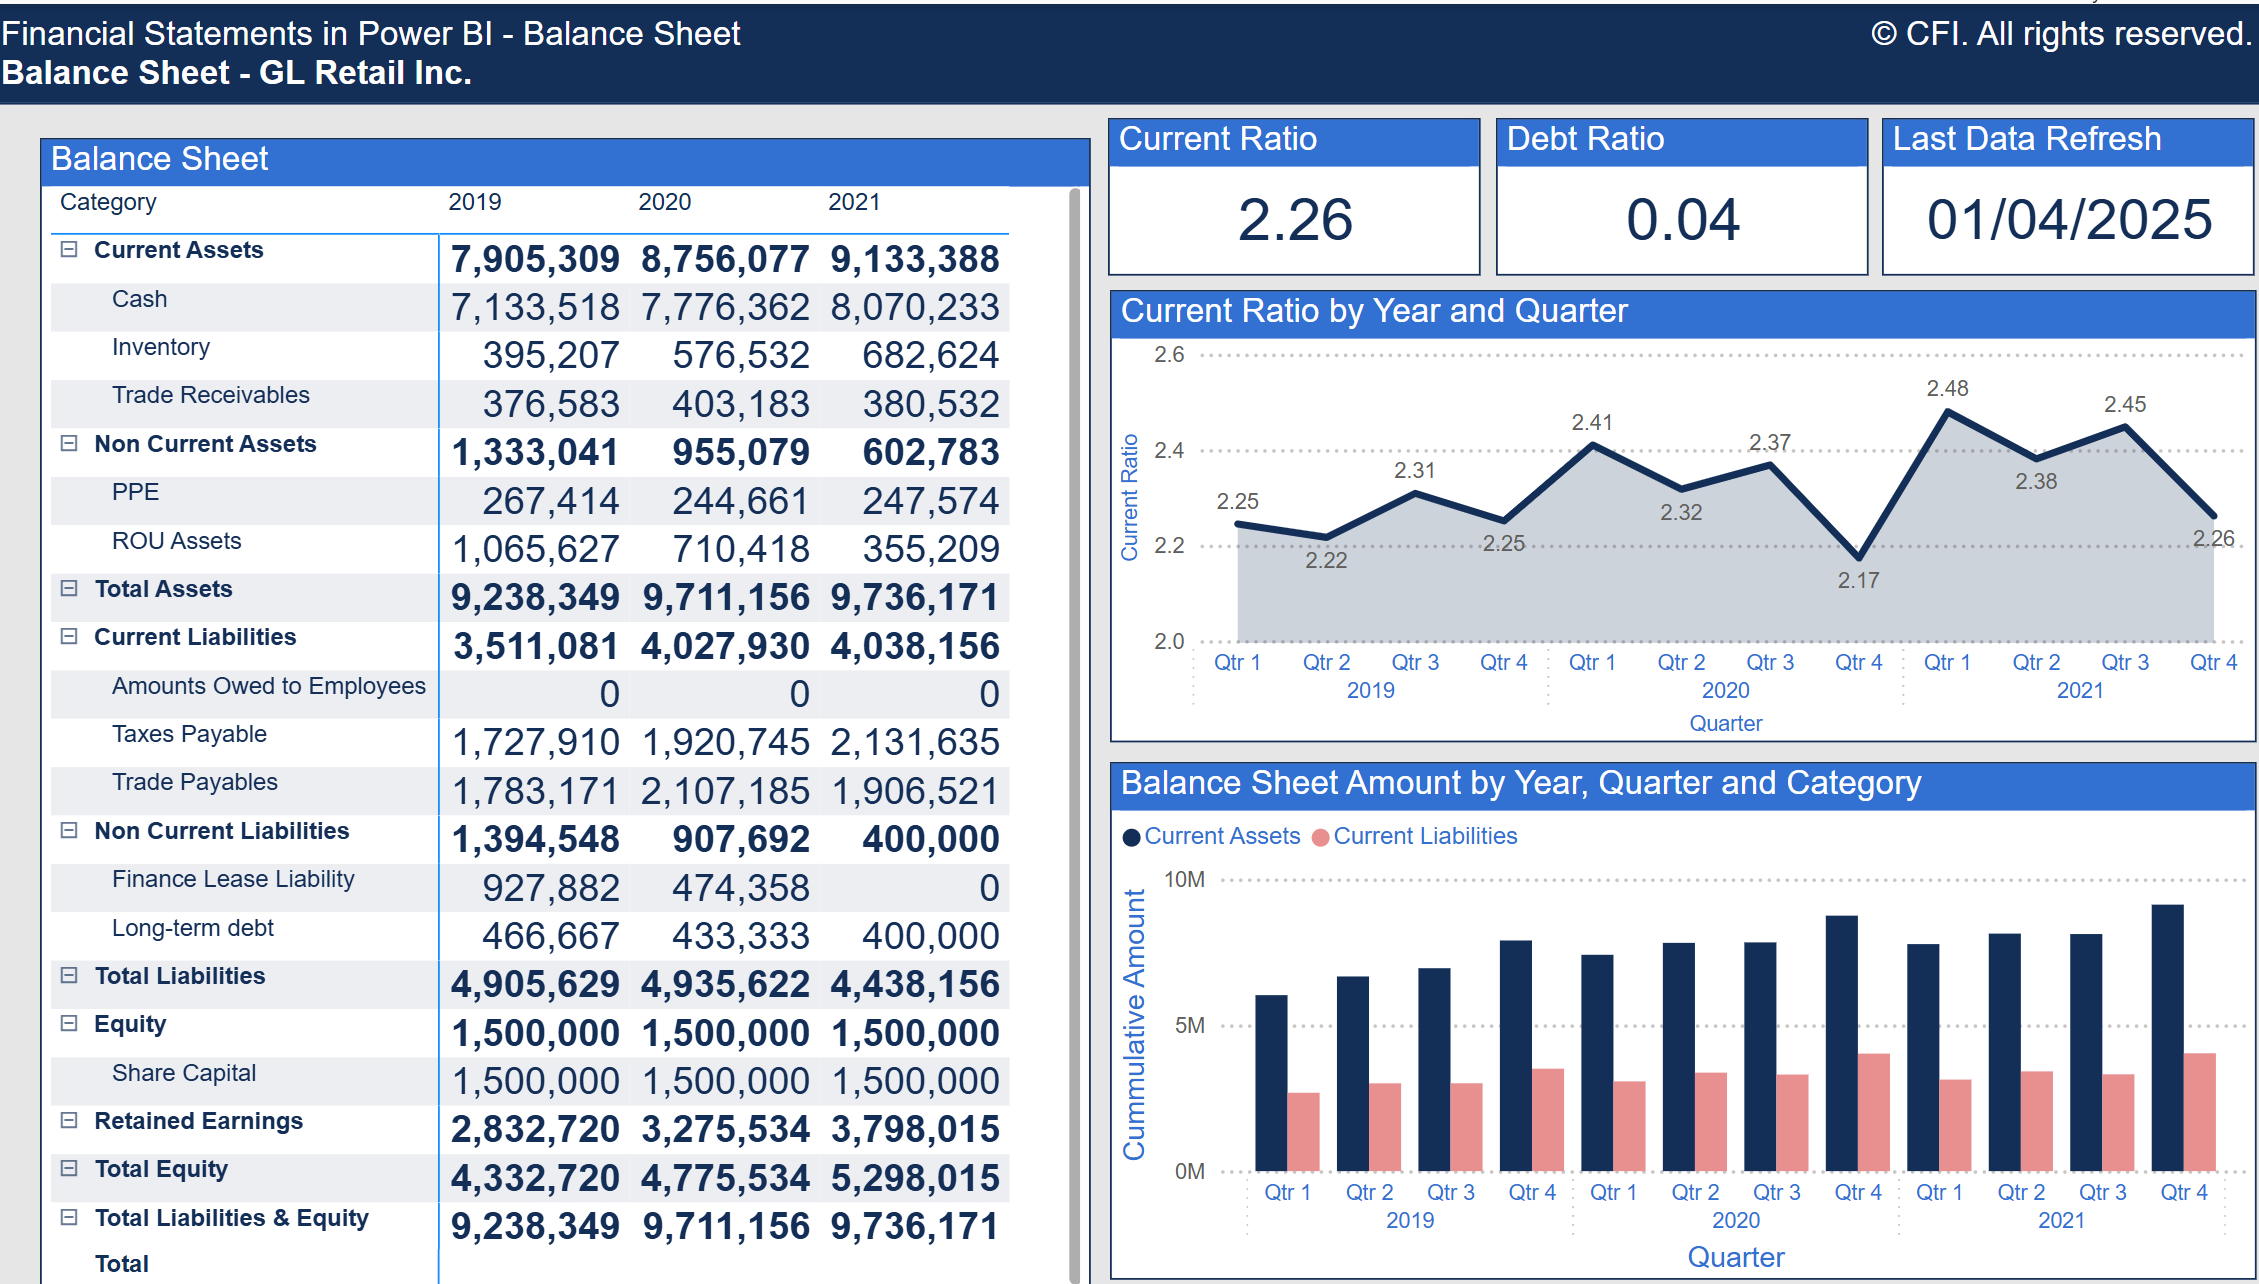 Financial Statements in Power BI - Balance Sheet
© CFI. All rights reserved.
Balance Sheet - GL Retail Inc.
Balance Sheet
Category 2019 2020 2021
Current Assets 7,905,309 8,756,077 9,133,388
Cash 7,133,518 7,776,362 8,070,233
Inventory 395,207 576,532 682,624
Trade Receivables 376,583 403,183 380,532
Non Current Assets 1,333,041 955,079 602,783
PPE 267,414 244,661 247,574
ROU Assets 1,065,627 710,418 355,209
Total Assets 9,238,349 9,711,156 9,736,171
Current Liabilities 3,511,081 4,027,930 4,038,156
Amounts Owed to Employees 0 0 0
Taxes Payable 1,727,910 1,920,745 2,131,635
Trade Payables 1,783,171 2,107,185 1,906,521
Non Current Liabilities 1,394,548 907,692 400,000
Finance Lease Liability 927,882 474,358 0
Long-term debt 466,667 433,333 400,000
Total Liabilities 4,905,629 4,935,622 4,438,156
Equity 1,500,000 1,500,000 1,500,000
Share Capital 1,500,000 1,500,000 1,500,000
Retained Earnings 2,832,720 3,275,534 3,798,015
Total Equity 4,332,720 4,775,534 5,298,015
Total Liabilities & Equity 9,238,349 9,711,156 9,736,171
Total
Current Ratio
2.26
Debt Ratio
0.04
Last Data Refresh
01/04/2025
Current Ratio by Year and Quarter
Current Ratio
2.6
2.4
2.2
2.0
2.25 2.22 2.31 2.25 2.41 2.32 2.37 2.17 2.48 2.38 2.45 2.26
Qtr 1 Qtr 2 Qtr 3 Qtr 4 Qtr 1 Qtr 2 Qtr 3 Qtr 4 Qtr 1 Qtr 2 Qtr 3 Qtr 4
2019 2020 2021
Quarter
Balance Sheet Amount by Year, Quarter and Category
Current Assets Current Liabilities
Cummulative Amount
10M
5M
0M
Qtr 1 Qtr 2 Qtr 3 Qtr 4 Qtr 1 Qtr 2 Qtr 3 Qtr 4 Qtr 1 Qtr 2 Qtr 3 Qtr 4
2019 2020 2021
Quarter